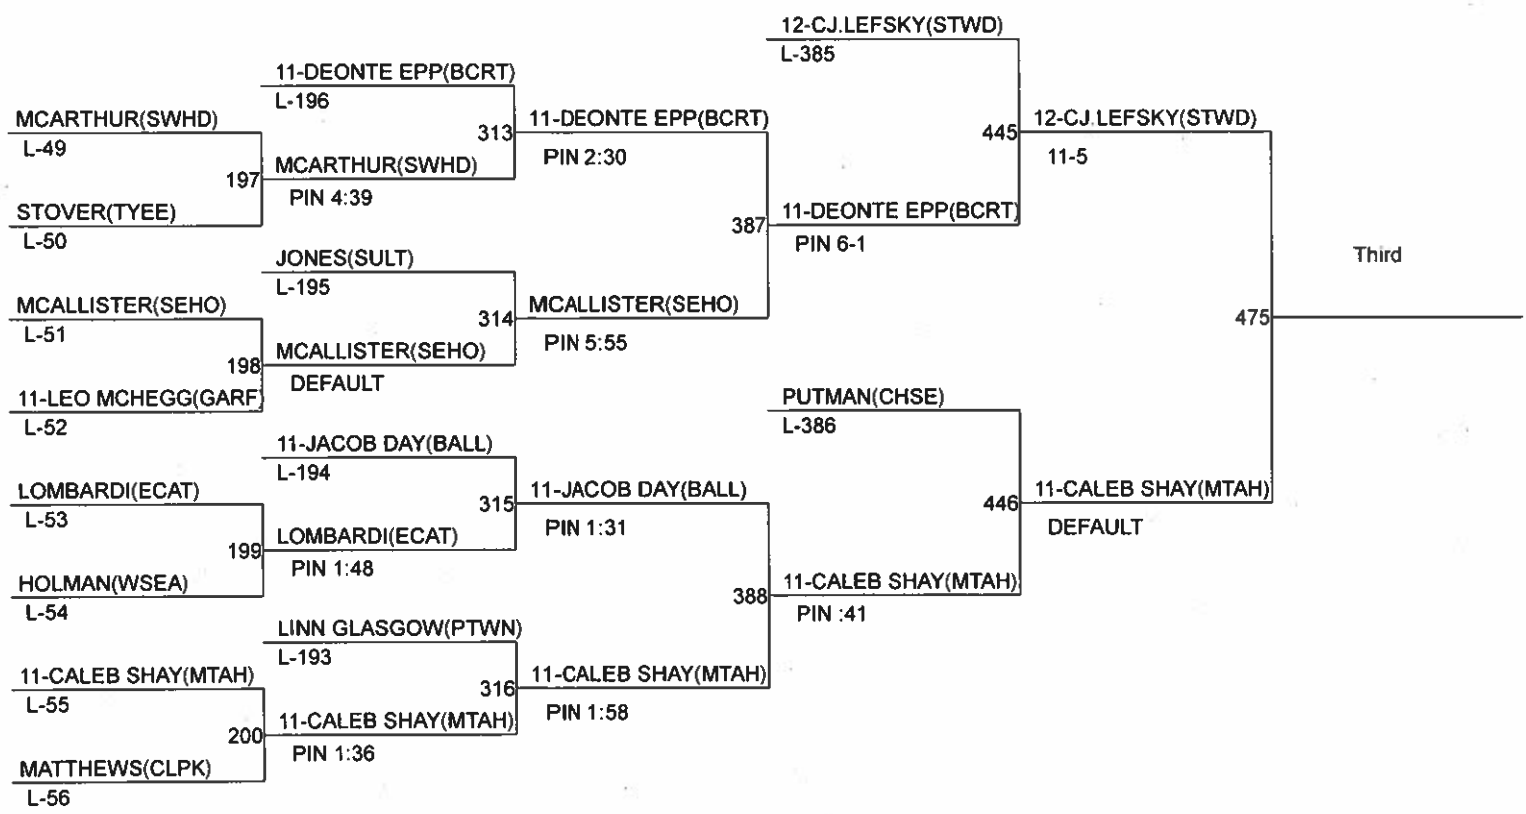 12-CJ.LEFSKY(STWD)
L-385
11-DEONTE EPP(BCRT)
L-196
MCARTHUR(SWHD)
L-49
313
11-DEONTE EPP(BCRT)
PIN 2:30
445
12-CJ.LEFSKY(STWD)
11-5
197
MCARTHUR(SWHD)
PIN 4:39
STOVER(TYEE)
L-50
387
11-DEONTE EPP(BCRT)
PIN 6-1
JONES(SULT)
L-195
Third
MCALLISTER(SEHO)
L-51
314
MCALLISTER(SEHO)
PIN 5:55
475
198
MCALLISTER(SEHO)
DEFAULT
11-LEO MCHEGG(GARF)
L-52
PUTMAN(CHSE)
L-386
11-JACOB DAY(BALL)
L-194
LOMBARDI(ECAT)
L-53
315
11-JACOB DAY(BALL)
PIN 1:31
446
11-CALEB SHAY(MTAH)
DEFAULT
199
LOMBARDI(ECAT)
PIN 1:48
HOLMAN(WSEA)
L-54
388
11-CALEB SHAY(MTAH)
PIN :41
LINN GLASGOW(PTWN)
L-193
11-CALEB SHAY(MTAH)
L-55
316
11-CALEB SHAY(MTAH)
PIN 1:58
200
11-CALEB SHAY(MTAH)
PIN 1:36
MATTHEWS(CLPK)
L-56